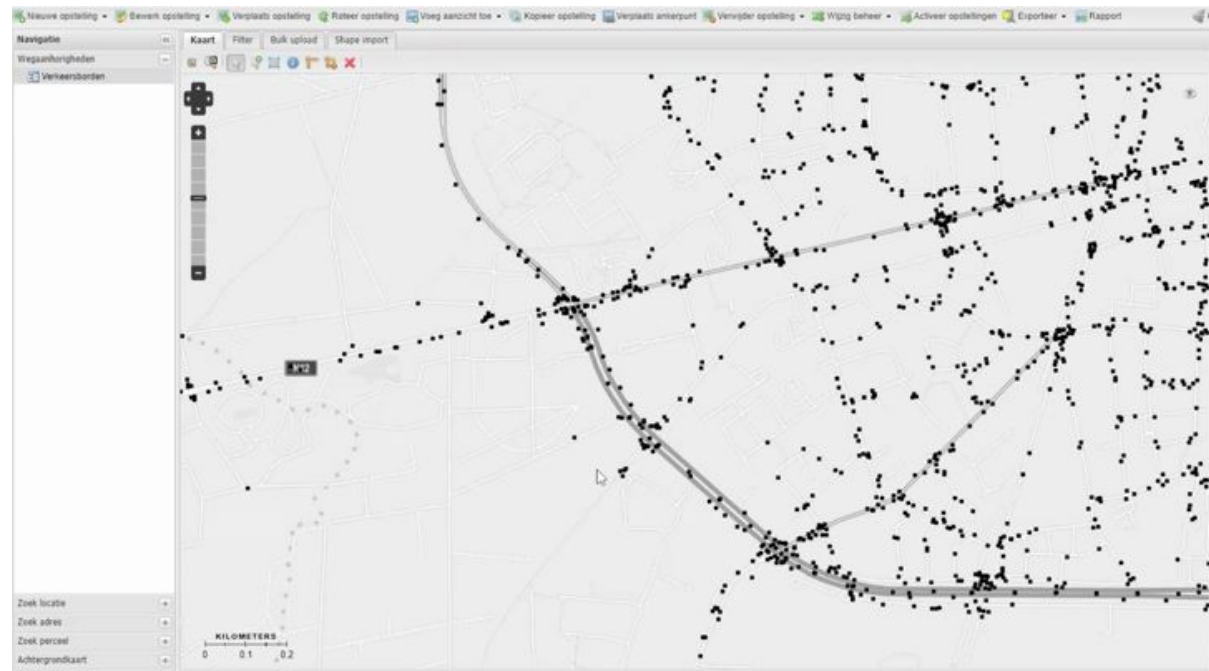 Nieuwe opstelling Bewerk opstelling Verplaats opstelling Roteer opstelling Voeg aanzicht toe Kopieer opstelling Verplaats ankerpunt Verwijder opstelling Wijzig beheer Activeer opstellingen Exporteer Rapport
Navigatie
Kaart Filter Bulk upload Shape import
Wegaanhorigheden
Verkeersborden
N12
Zoek locatie
Zoek adres
Zoek perceel
Achtergrondkaart
KILOMETERS
0 0.1 0.2